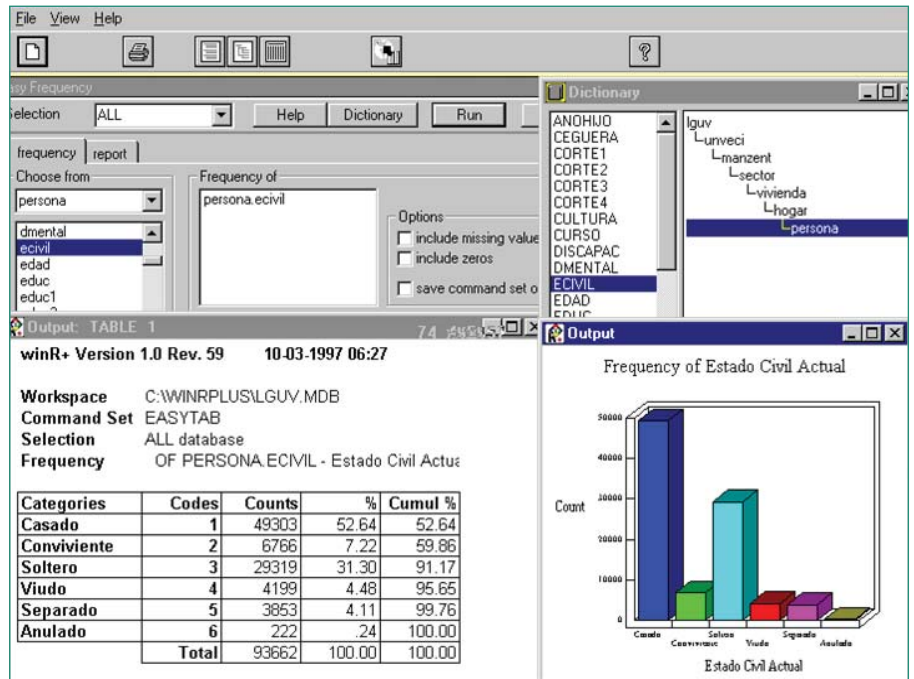 File View Help
asy Frequency
Selection ALL Help Dictionary Run
frequency report
Choose from
persona
dmental
ecivil
edad
educ
educ1
Frequency of
persona.ecivil
Options
include missing value
include zeros
save command set o
Dictionary
ANOHIJO
CEGUERA
CORTE1
CORTE2
CORTE3
CORTE4
CULTURA
CURSO
DISCAPAC
DMENTAL
ECIVIL
EDAD
EDUC
lguv
unveci
manzent
sector
vivienda
hogar
persona
Output: TABLE 1
winR+ Version 1.0 Rev. 59 10-03-1997 06:27
Workspace C:\WINRPLUS\LGUV.MDB
Command Set EASYTAB
Selection ALL database
Frequency OF PERSONA.ECIVIL - Estado Civil Actua
Categories Codes Counts % Cumul %
Casado 1 49303 52.64 52.64
Conviviente 2 6766 7.22 59.86
Soltero 3 29319 31.30 91.17
Viudo 4 4199 4.48 95.65
Separado 5 3853 4.11 99.76
Anulado 6 222 .24 100.00
Total 93662 100.00 100.00
Output
Frequency of Estado Civil Actual
50000
40000
30000
20000
10000
0
Count
Casado
Conviviente
Soltero
Viudo
Separado
Anulado
Estado Civil Actual